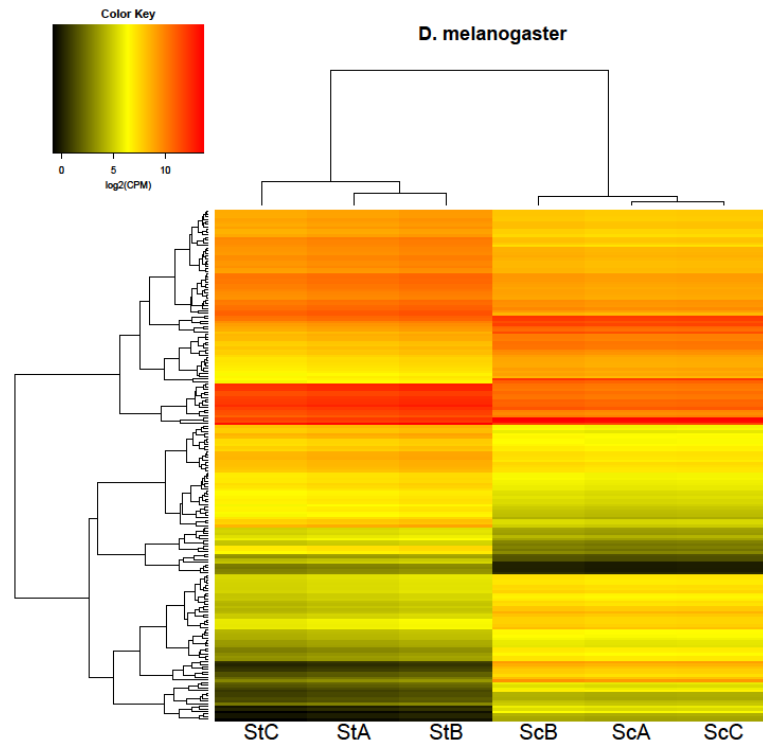 Color Key
D. melanogaster
0 5 10
log2(CPM)
StC StA StB ScB ScA ScC